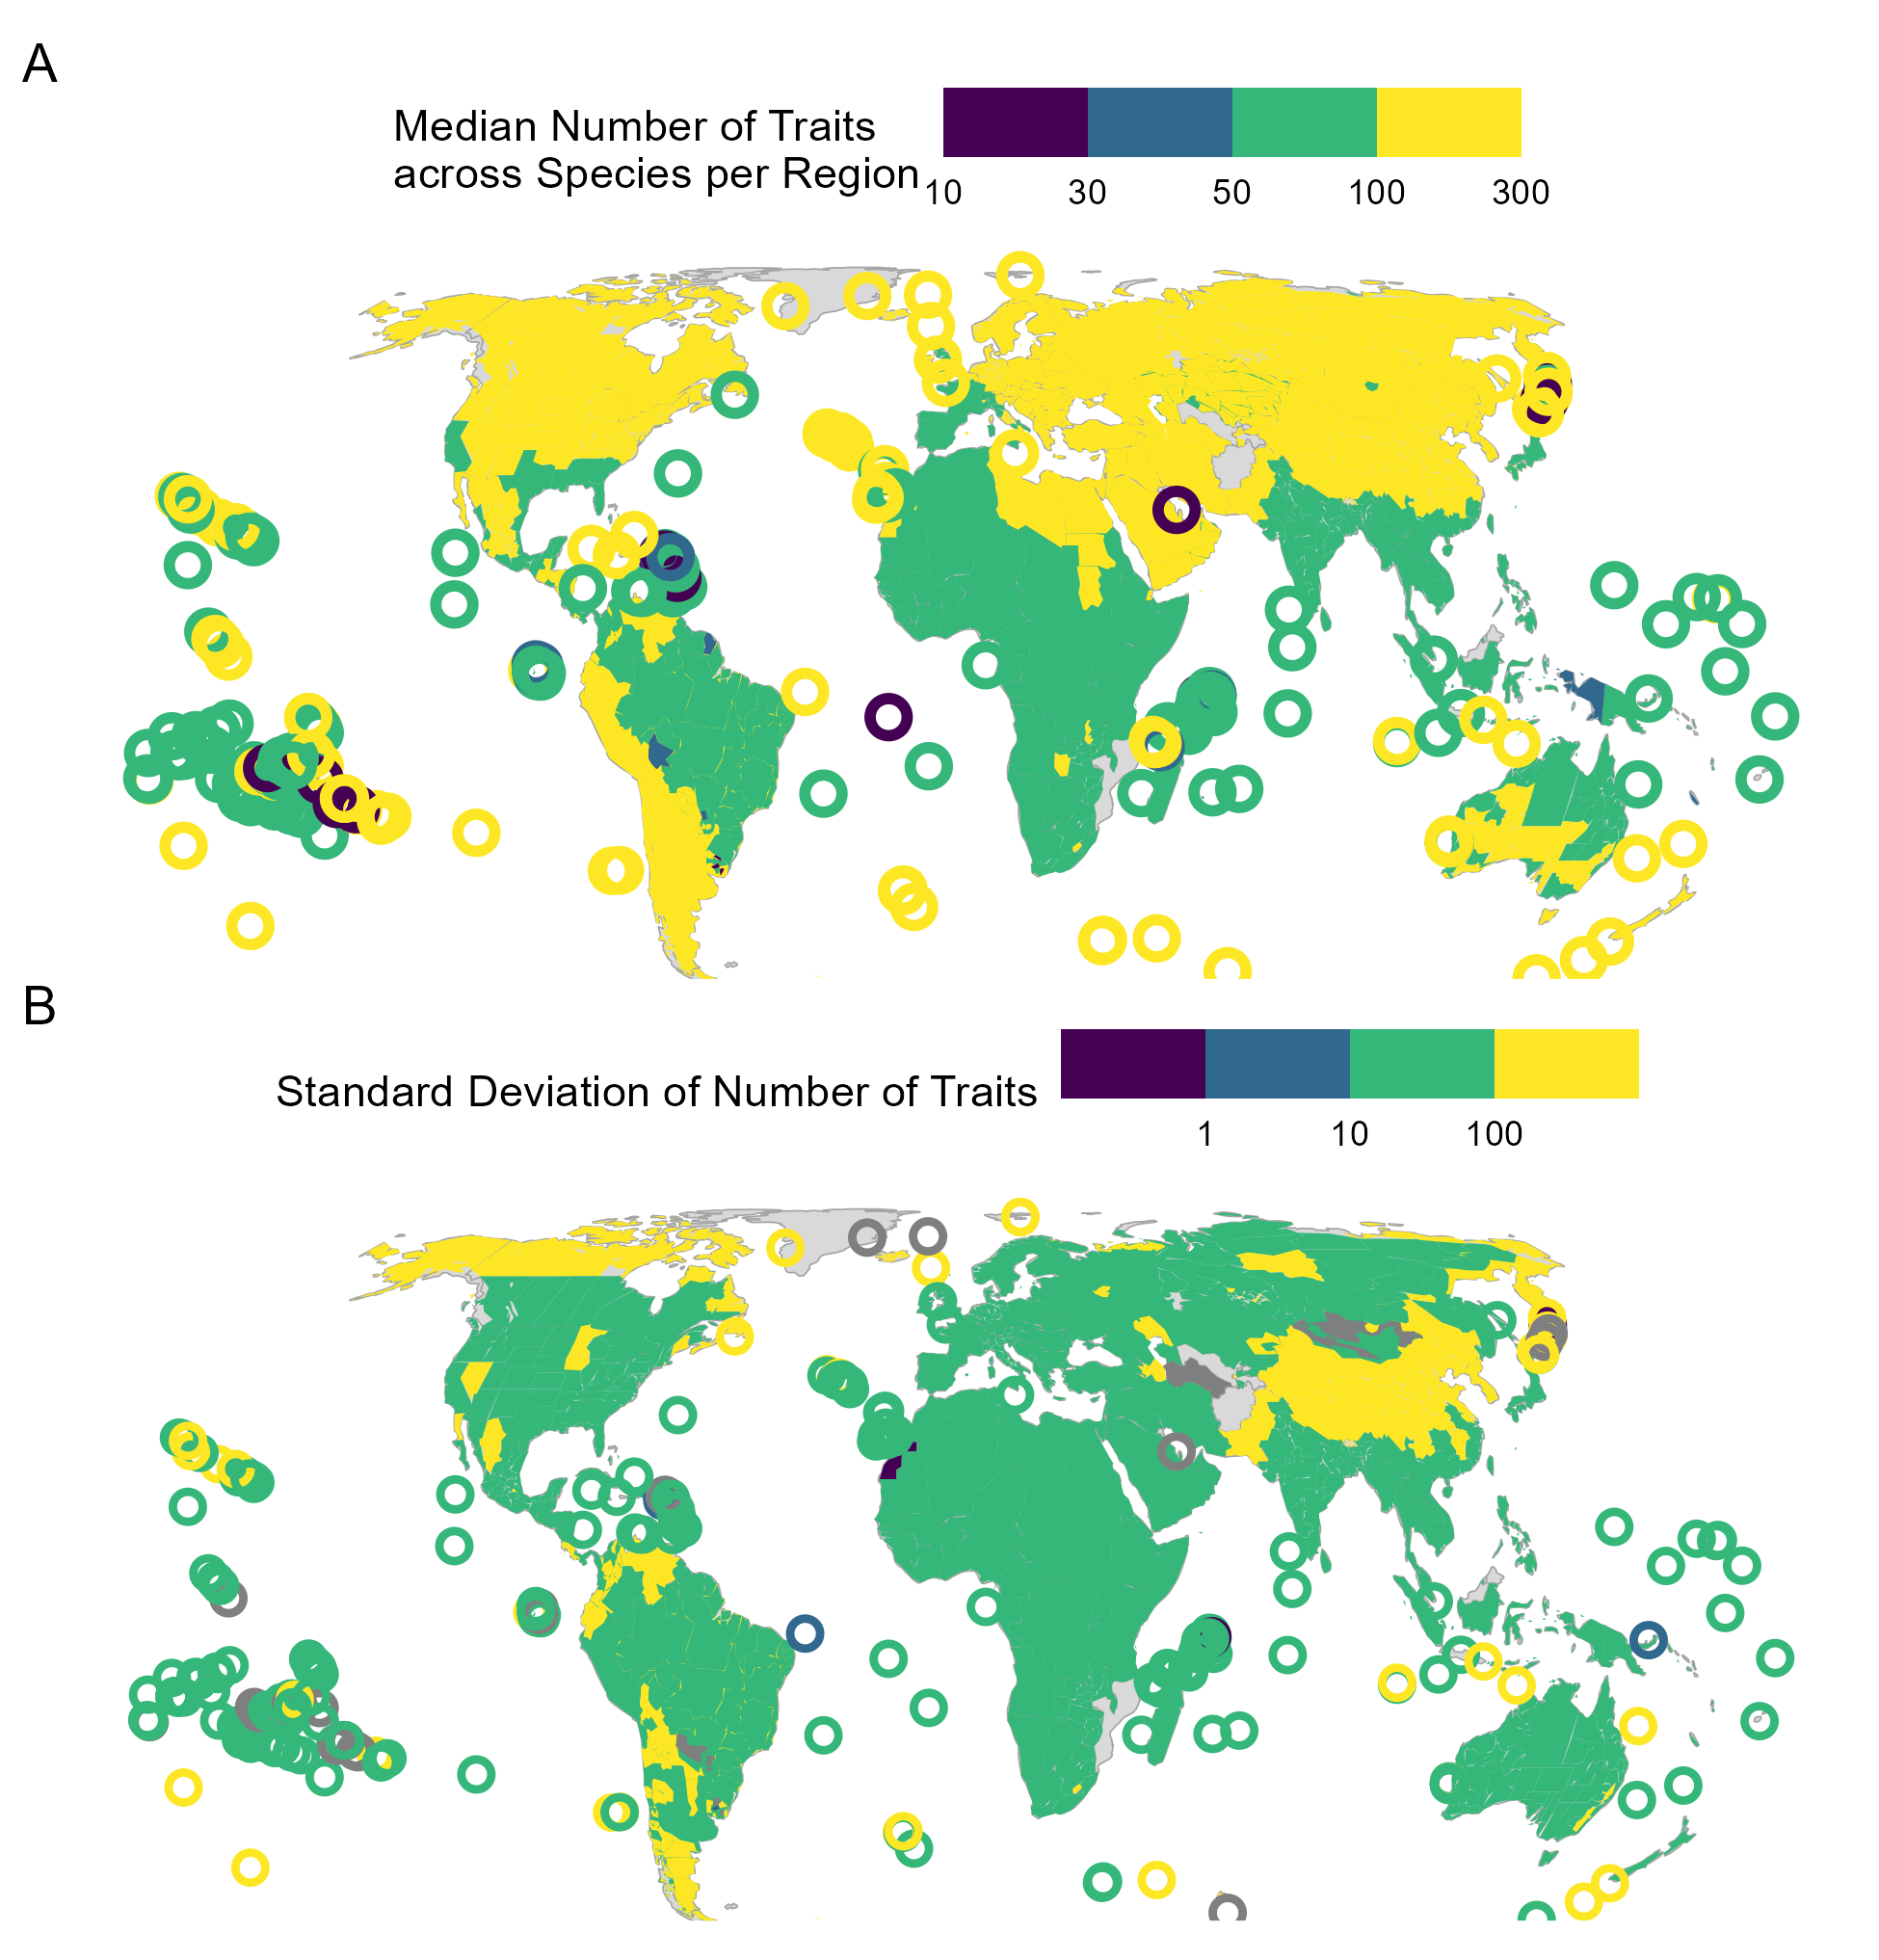 A
Median Number of Traits
across Species per Region
10 30 50 100 300
B
Standard Deviation of Number of Traits
1 10 100